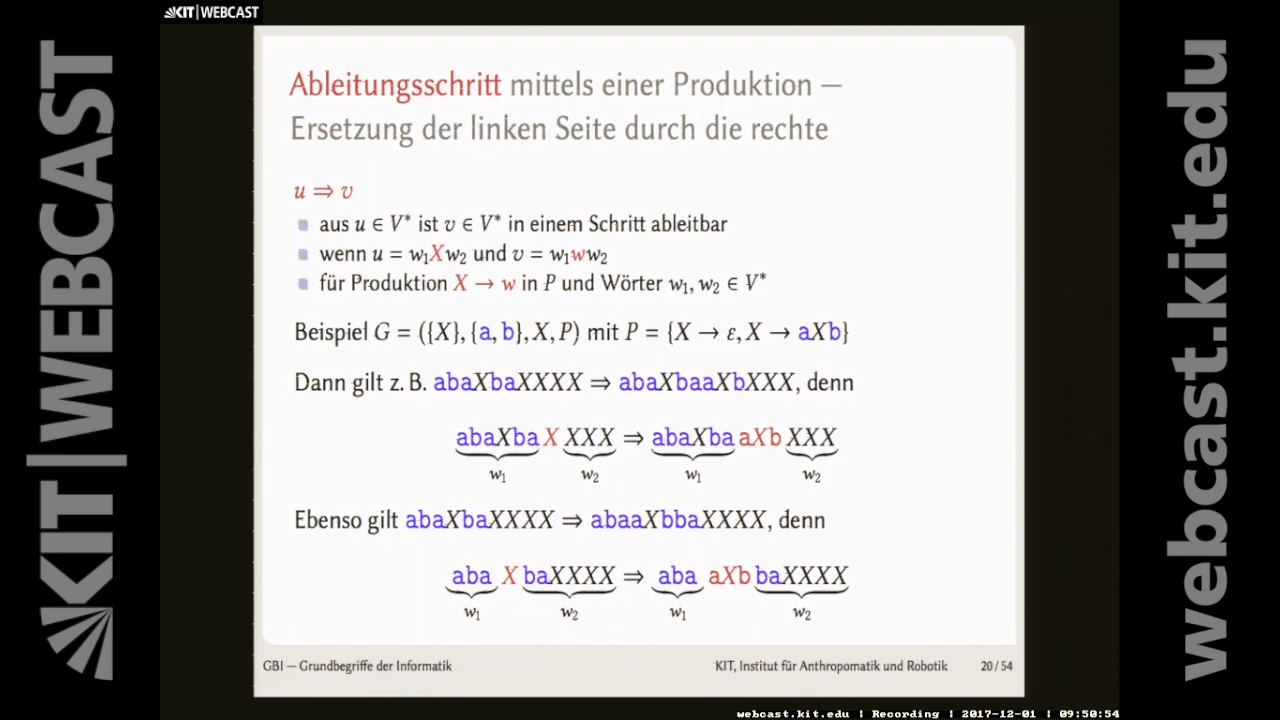 KIT|WEBCAST
KIT|WEBCAST
webcast.kit.edu
Ableitungsschritt mittels einer Produktion —
Ersetzung der linken Seite durch die rechte
u ⇒ v
aus u ∈ V* ist v ∈ V* in einem Schritt ableitbar
wenn u = w₁Xw₂ und v = w₁ww₂
für Produktion X → w in P und Wörter w₁, w₂ ∈ V*
Beispiel G = ({X}, {a, b}, X, P) mit P = {X → ε, X → aXb}
Dann gilt z. B. abaXbaXXXX ⇒ abaXbaaXbXXX, denn
abaXba X XXX ⇒ abaXba aXb XXX
w₁ w₂ w₁ w₂
Ebenso gilt abaXbaXXXX ⇒ abaaXbbaXXXX, denn
aba X baXXXX ⇒ aba aXb baXXXX
w₁ w₂ w₁ w₂
GBI — Grundbegriffe der Informatik KIT, Institut für Anthropomatik und Robotik 20 / 54
webcast.kit.edu | Recording | 2017-12-01 | 09:50:54